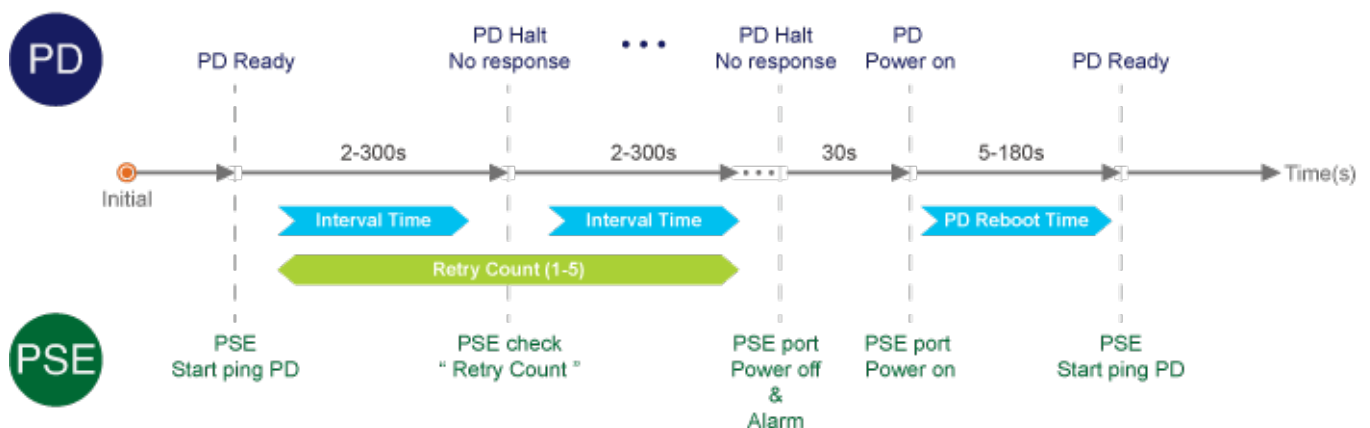 PD
PD Ready
PD Halt
No response
• • •
PD Halt
No response
PD
Power on
PD Ready
2-300s
2-300s
30s
5-180s
Initial
Time(s)
Interval Time
Interval Time
PD Reboot Time
Retry Count (1-5)
PSE
PSE
Start ping PD
PSE check
“ Retry Count ”
PSE port
Power off
&
Alarm
PSE port
Power on
PSE
Start ping PD